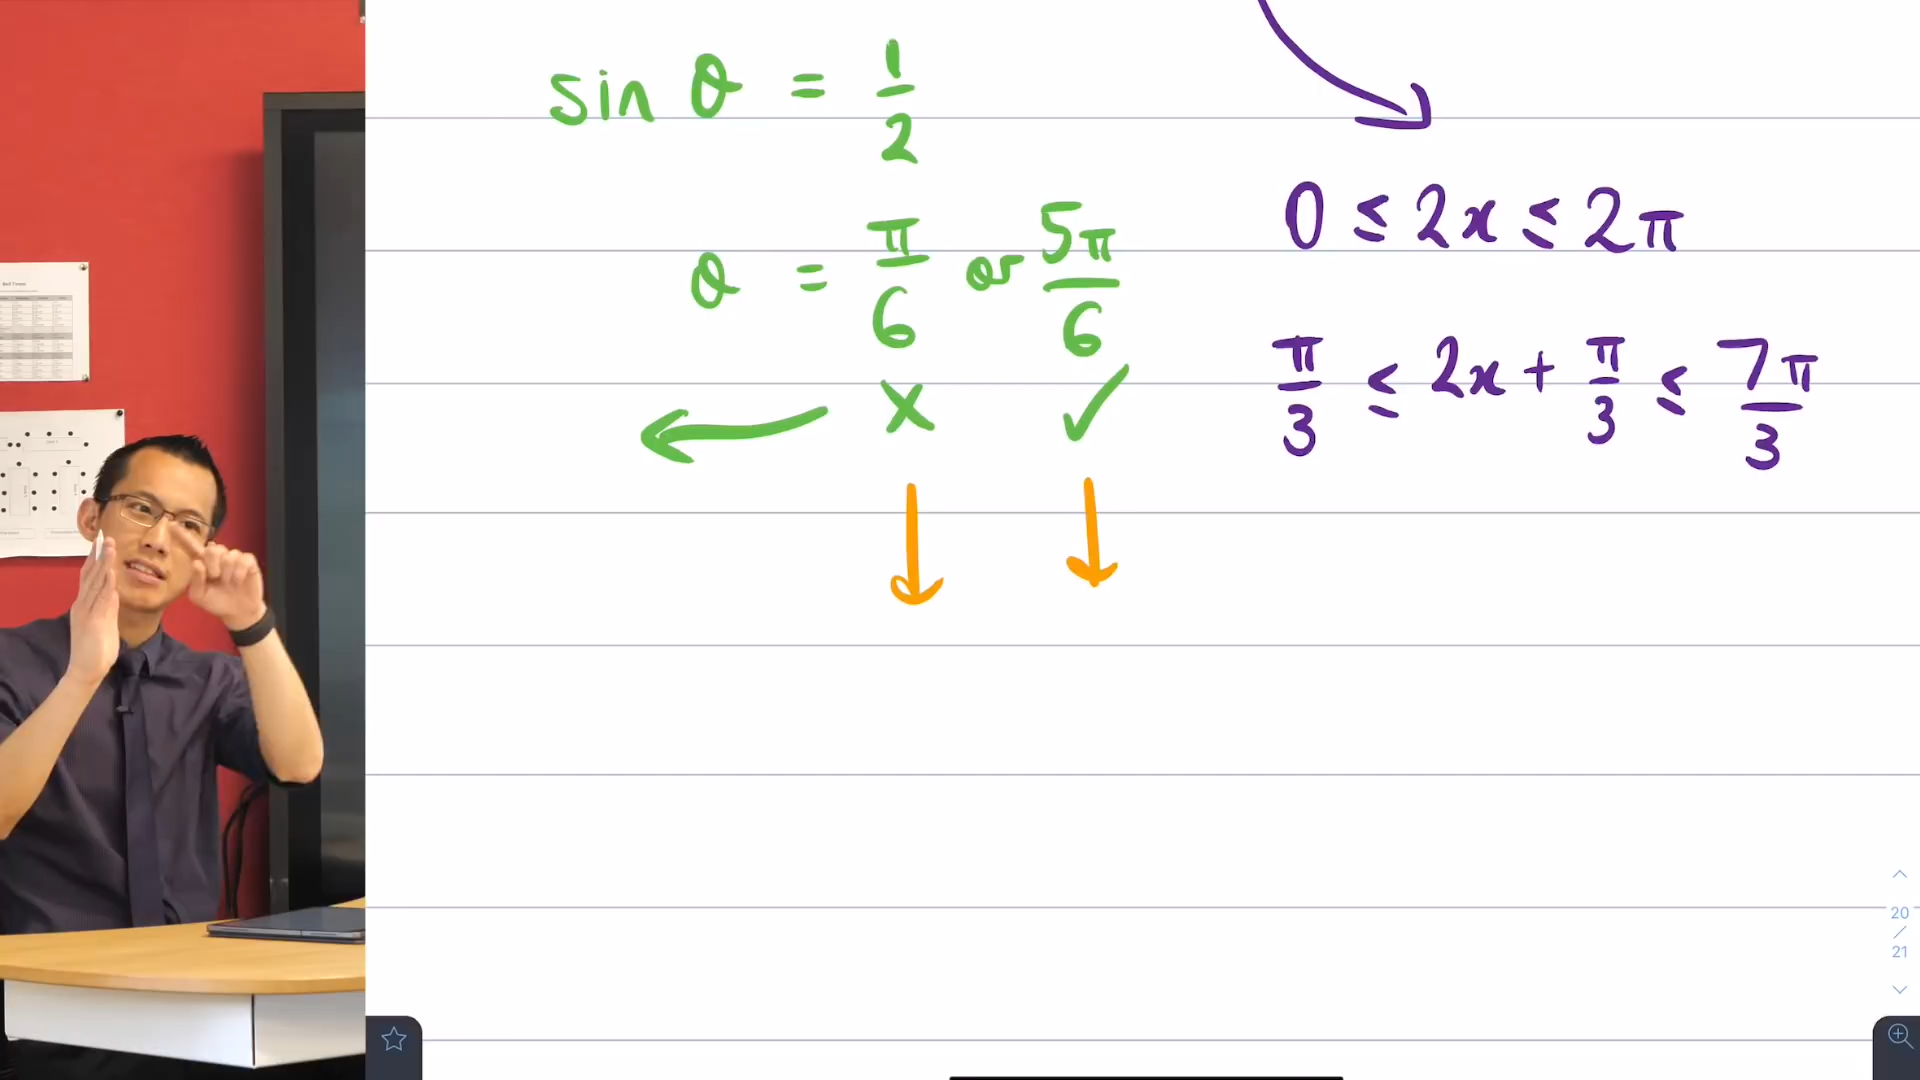 sin θ = 1/2
θ = π/6 or 5π/6
× ✓
0 ≤ 2x ≤ 2π
π/3 ≤ 2x + π/3 ≤ 7π/3
20
/
21